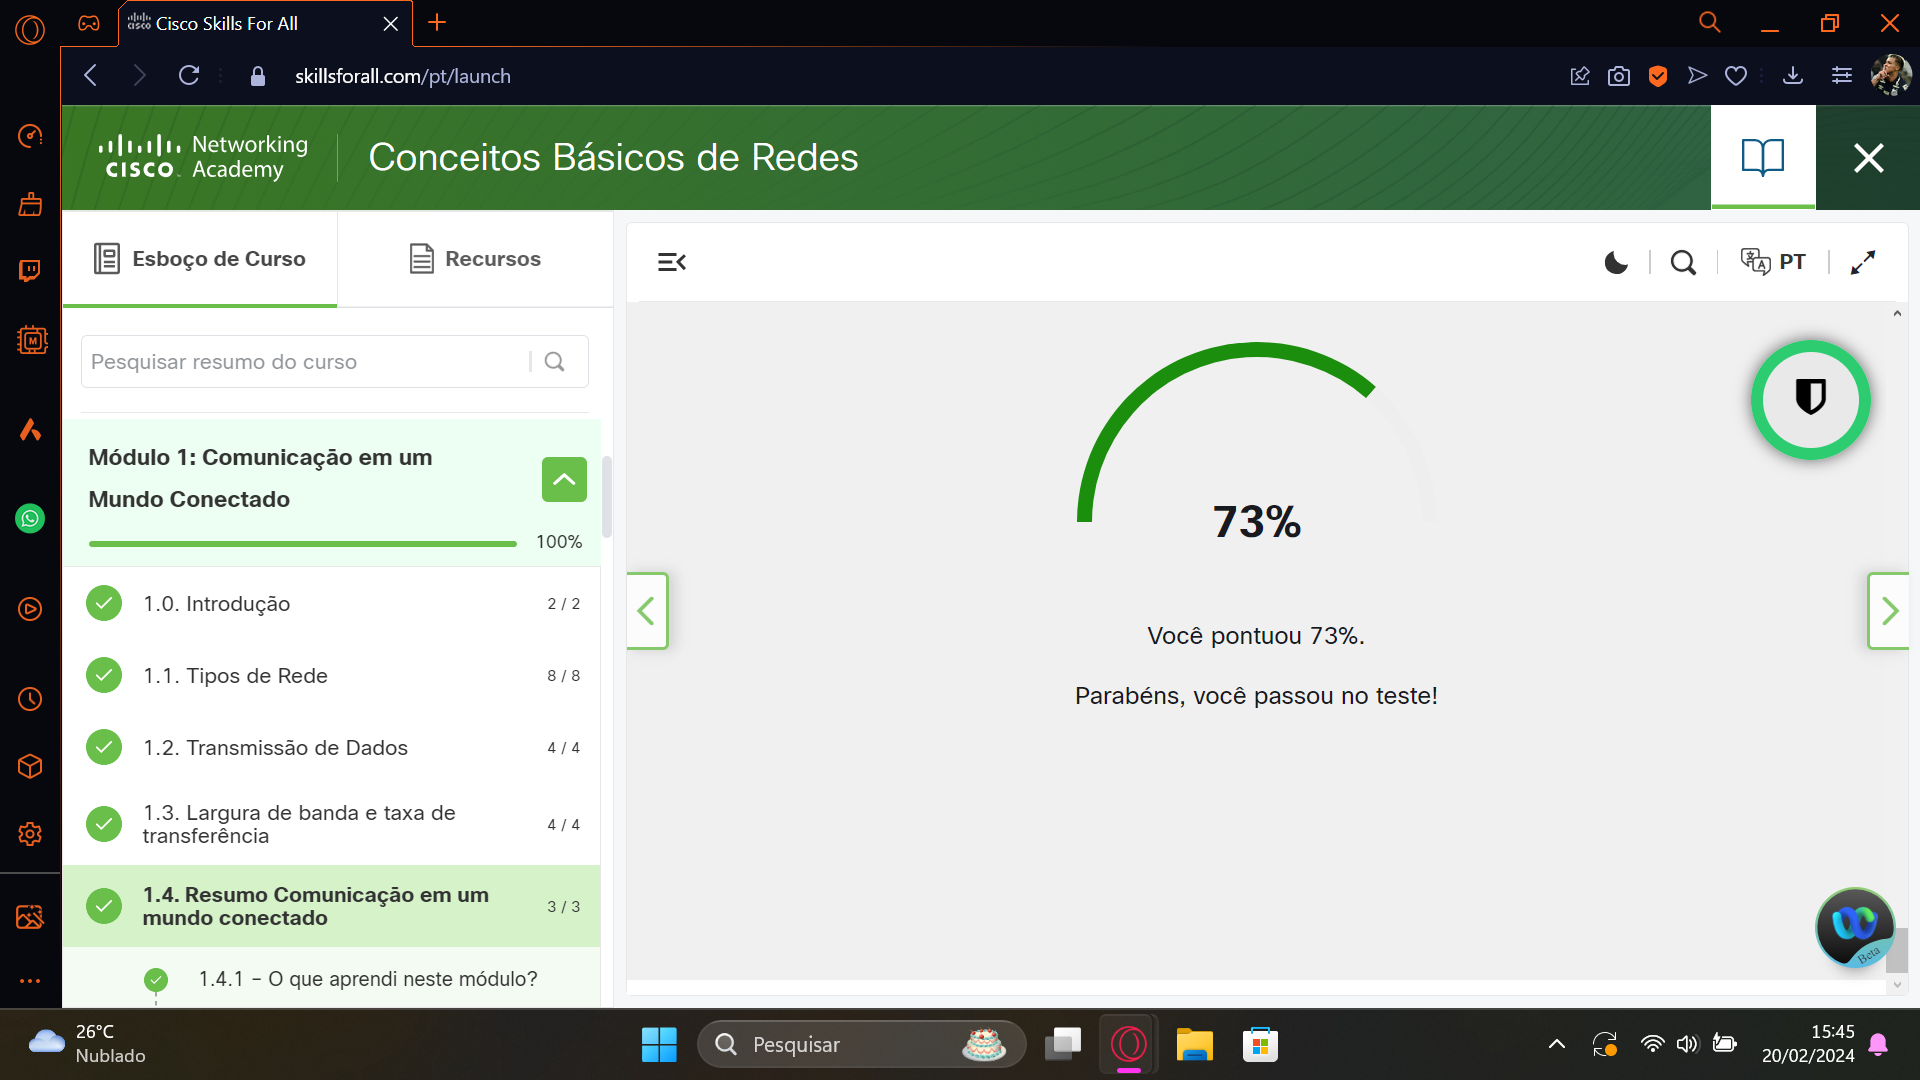 Cisco Skills For All
skillsforall.com/pt/launch
CISCO Networking Academy
Conceitos Básicos de Redes
Esboço de Curso
Recursos
PT
Pesquisar resumo do curso
Módulo 1: Comunicação em um
Mundo Conectado
100%
1.0. Introdução
2 / 2
1.1. Tipos de Rede
8 / 8
1.2. Transmissão de Dados
4 / 4
1.3. Largura de banda e taxa de
transferência
4 / 4
1.4. Resumo Comunicação em um
mundo conectado
3 / 3
1.4.1 – O que aprendi neste módulo?
73%
Você pontuou 73%.
Parabéns, você passou no teste!
Beta
26°C
Nublado
Pesquisar
15:45
20/02/2024